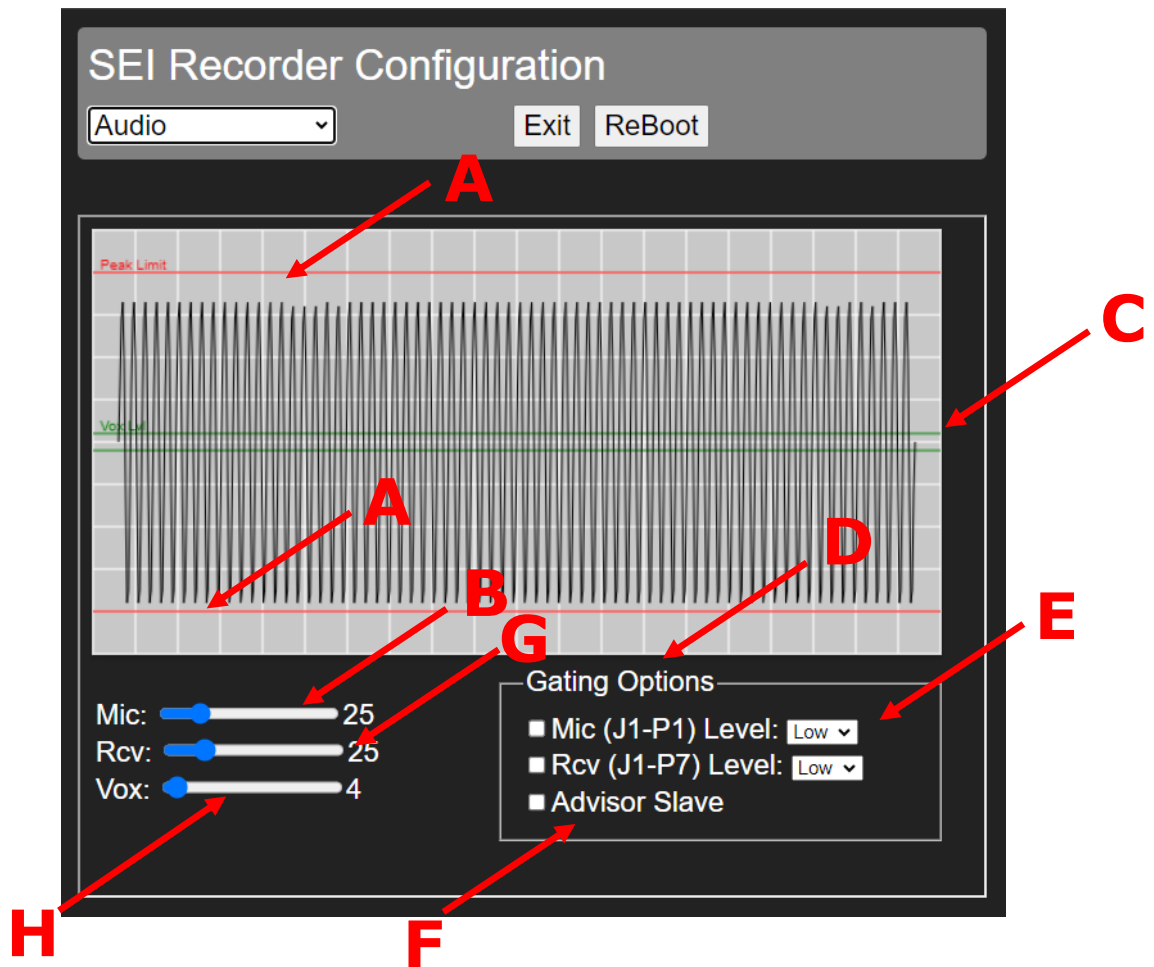 SEI Recorder Configuration
Audio Exit ReBoot
A
Peak Limit
C
Vox Lvl
A
D
B
E
G
Gating Options
Mic: 25
Mic (J1-P1) Level: Low
Rcv: 25
Rcv (J1-P7) Level: Low
Vox: 4
Advisor Slave
H
F